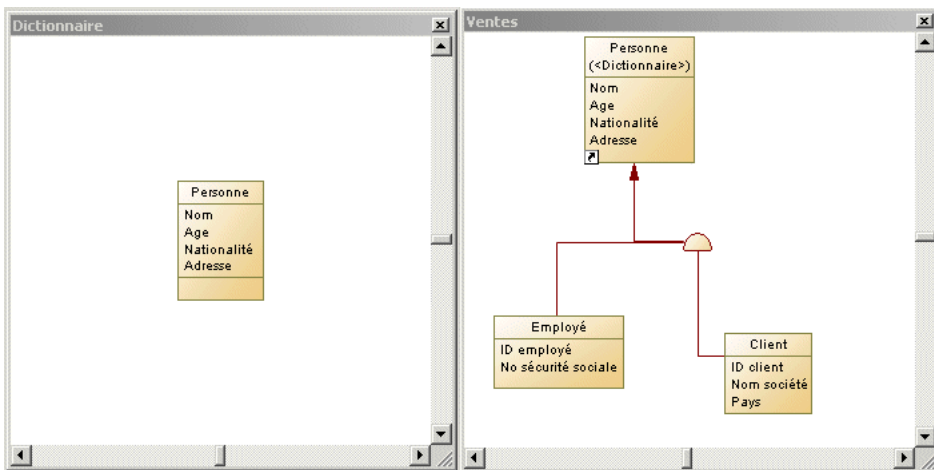 Dictionnaire
Personne
Nom
Age
Nationalité
Adresse
Ventes
Personne
(<Dictionnaire>)
Nom
Age
Nationalité
Adresse
Employé
ID employé
No sécurité sociale
Client
ID client
Nom société
Pays